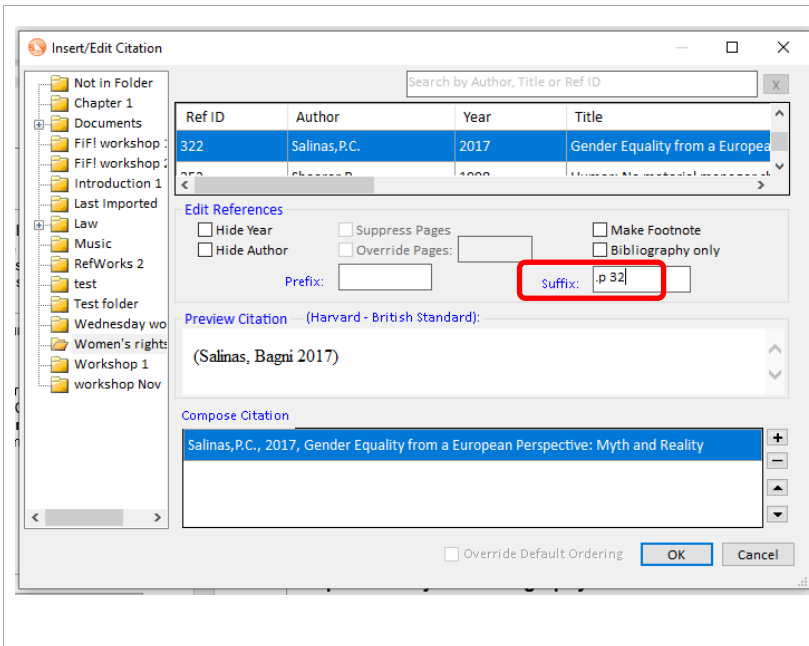 Insert/Edit Citation
Not in Folder
Chapter 1
Documents
FiF! workshop
FiF! workshop
Introduction 1
Last Imported
Law
Music
RefWorks 2
test
Test folder
Wednesday wo
Women's rights
Workshop 1
workshop Nov
Search by Author, Title or Ref ID
X
Ref ID Author Year Title
322 Salinas,P.C. 2017 Gender Equality from a Europea
Edit References
Hide Year Suppress Pages Make Footnote
Hide Author Override Pages: Bibliography only
Prefix: Suffix: .p 32
Preview Citation (Harvard - British Standard):
(Salinas, Bagni 2017)
Compose Citation
Salinas,P.C., 2017, Gender Equality from a European Perspective: Myth and Reality
Override Default Ordering OK Cancel